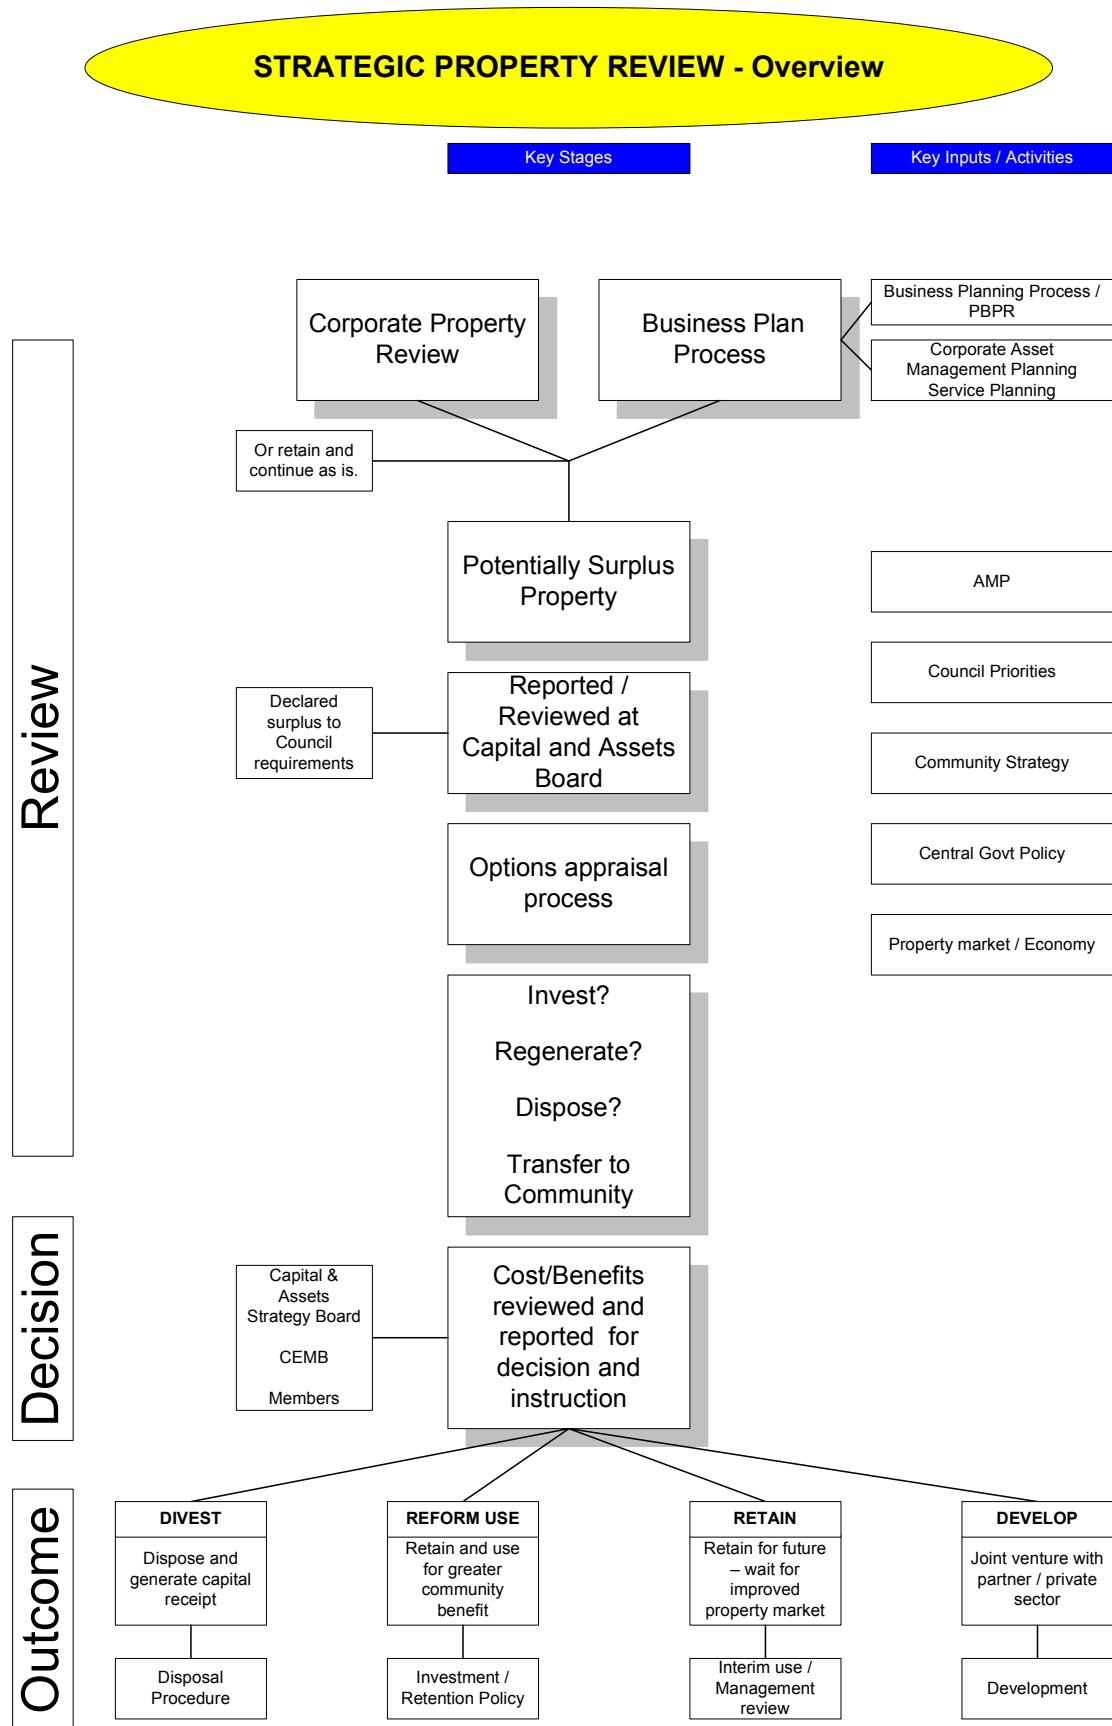 STRATEGIC PROPERTY REVIEW - Overview
Key Stages
Key Inputs / Activities
Corporate Property
Review
Business Plan
Process
Business Planning Process /
PBPR
Corporate Asset
Management Planning
Service Planning
Or retain and
continue as is.
Review
Potentially Surplus
Property
AMP
Declared
surplus to
Council
requirements
Reported /
Reviewed at
Capital and Assets
Board
Council Priorities
Community Strategy
Options appraisal
process
Central Govt Policy
Property market / Economy
Invest?
Regenerate?
Dispose?
Transfer to
Community
Decision
Capital &
Assets
Strategy Board
CEMB
Members
Cost/Benefits
reviewed and
reported  for
decision and
instruction
Outcome
DIVEST
Dispose and
generate capital
receipt
Disposal
Procedure
REFORM USE
Retain and use
for greater
community
benefit
Investment /
Retention Policy
RETAIN
Retain for future
– wait for
improved
property market
Interim use /
Management
review
DEVELOP
Joint venture with
partner / private
sector
Development